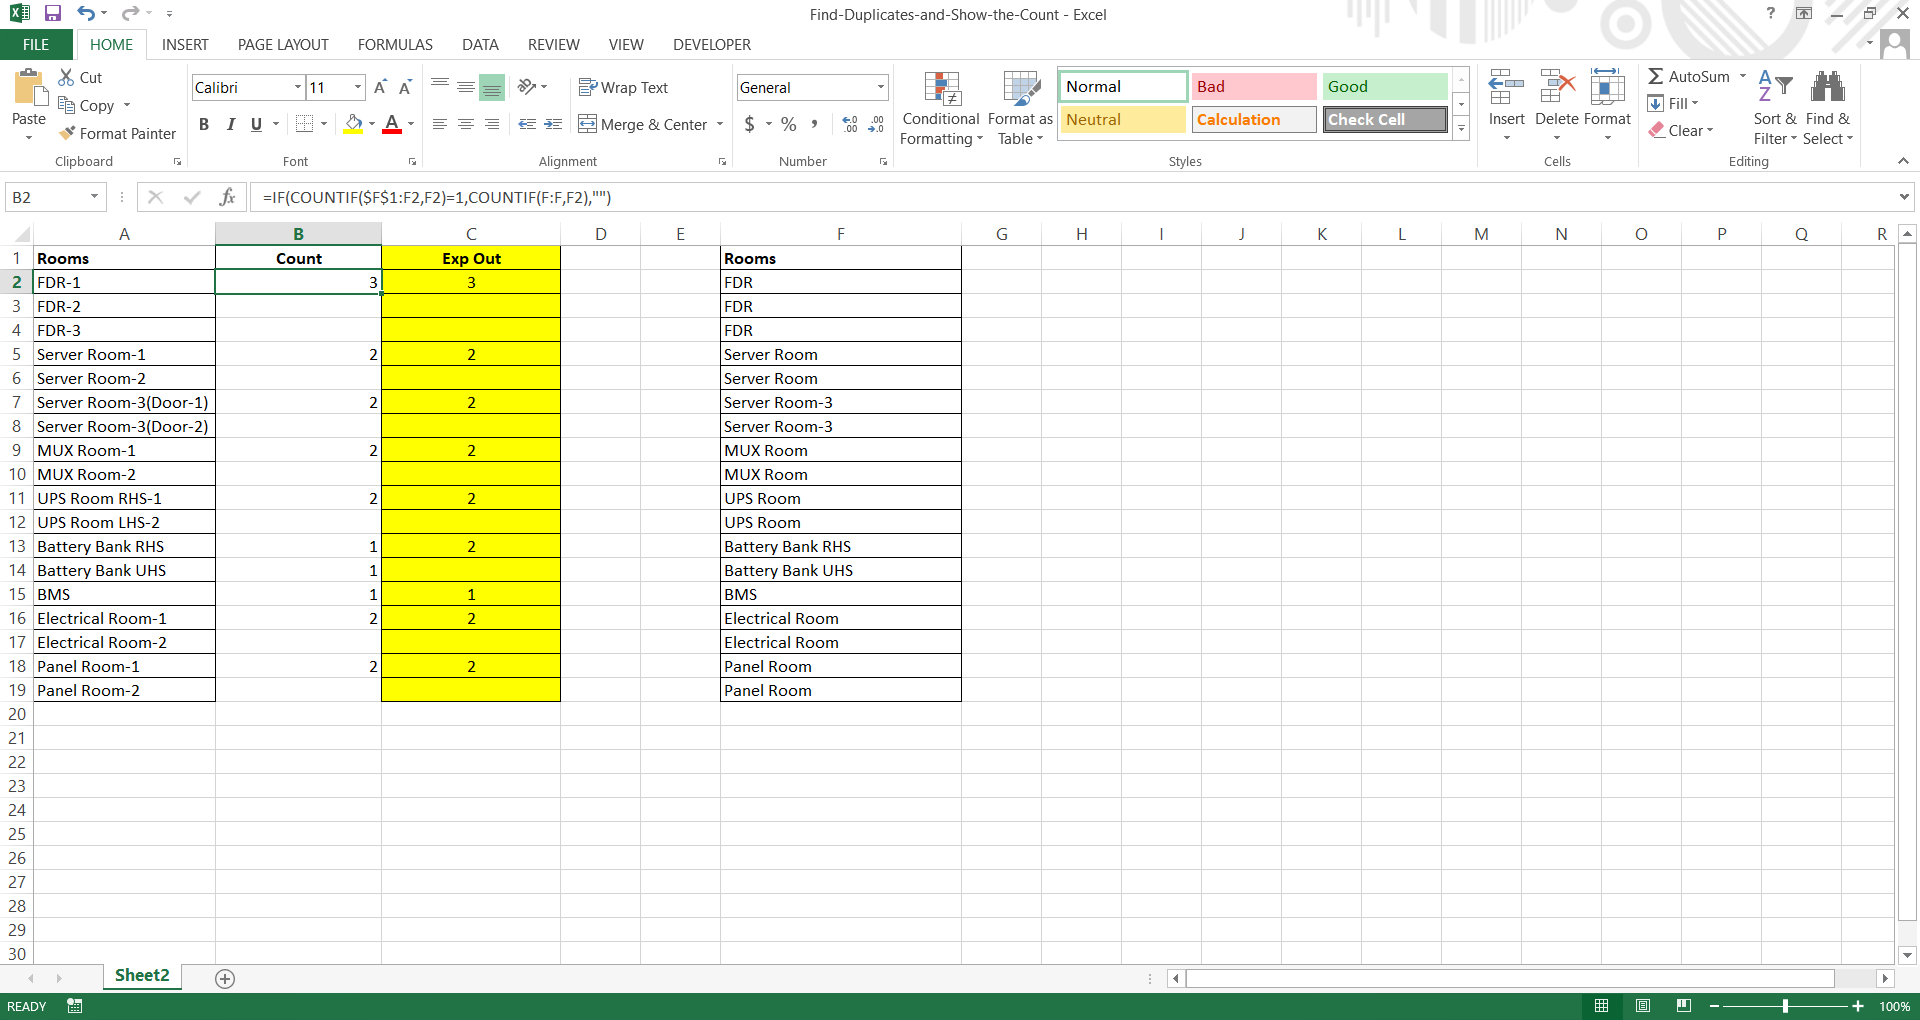 Find-Duplicates-and-Show-the-Count - Excel
FILE HOME INSERT PAGE LAYOUT FORMULAS DATA REVIEW VIEW DEVELOPER
Paste
Cut
Copy
Format Painter
Clipboard
Calibri 11
B I U
Font
Wrap Text
Merge & Center
Alignment
General
$ % ,
Number
Conditional Formatting
Format as Table
Normal Bad Good
Neutral Calculation Check Cell
Styles
Insert Delete Format
Cells
AutoSum
Fill
Clear
Sort & Filter
Find & Select
Editing
B2 fx =IF(COUNTIF($F$1:F2,F2)=1,COUNTIF(F:F,F2),"")
A B C D E F G H I J K L M N O P Q R
1 Rooms Count Exp Out Rooms
2 FDR-1 3 3 FDR
3 FDR-2 FDR
4 FDR-3 FDR
5 Server Room-1 2 2 Server Room
6 Server Room-2 Server Room
7 Server Room-3(Door-1) 2 2 Server Room-3
8 Server Room-3(Door-2) Server Room-3
9 MUX Room-1 2 2 MUX Room
10 MUX Room-2 MUX Room
11 UPS Room RHS-1 2 2 UPS Room
12 UPS Room LHS-2 UPS Room
13 Battery Bank RHS 1 2 Battery Bank RHS
14 Battery Bank UHS 1 Battery Bank UHS
15 BMS 1 1 BMS
16 Electrical Room-1 2 2 Electrical Room
17 Electrical Room-2 Electrical Room
18 Panel Room-1 2 2 Panel Room
19 Panel Room-2 Panel Room
20
21
22
23
24
25
26
27
28
29
30
Sheet2
READY 100%